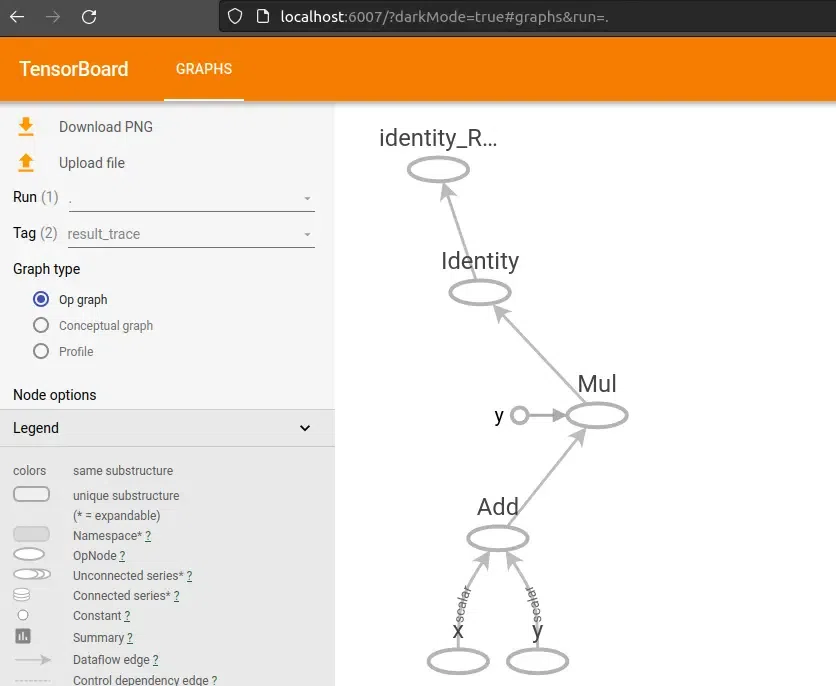 localhost:6007/?darkMode=true#graphs&run=.
TensorBoard GRAPHS
Download PNG
Upload file
Run (1) .
Tag (2) result_trace
Graph type
Op graph
Conceptual graph
Profile
Node options
Legend
colors same substructure
unique substructure
(* = expandable)
Namespace* ?
OpNode ?
Unconnected series* ?
Connected series* ?
Constant ?
Summary ?
Dataflow edge ?
Control dependency edge ?
identity_R...
Identity
Mul
y
Add
scalar
scalar
x
y